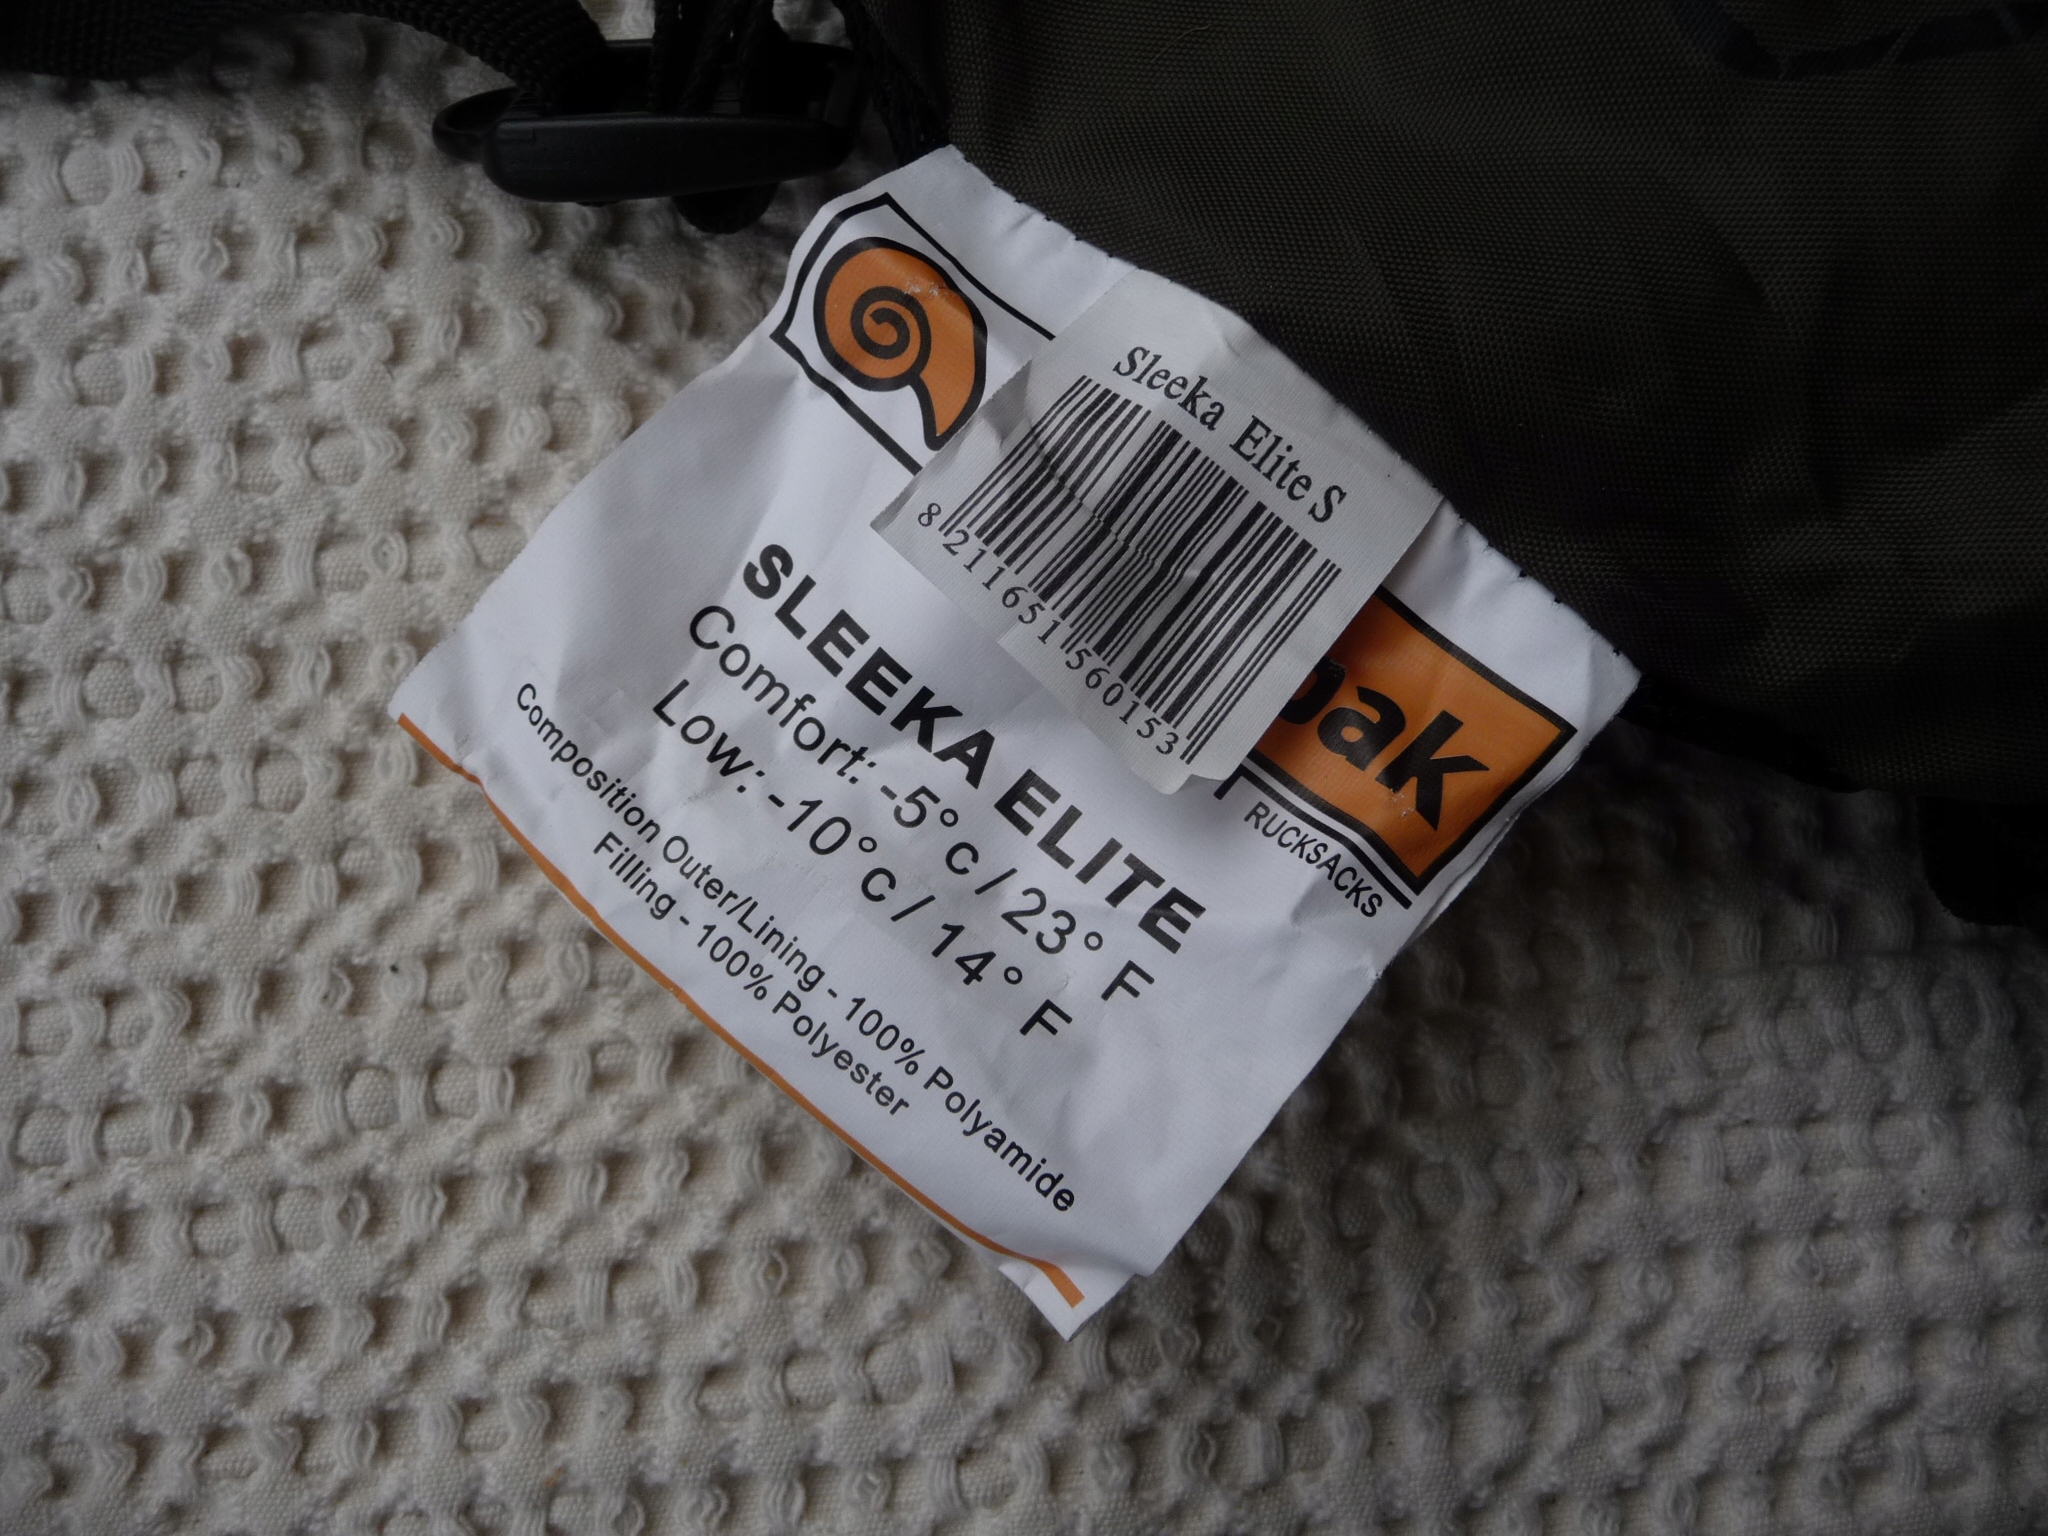 Sleeka Elite S
8 211651 560153
pak
RUCKSACKS
SLEEKA ELITE
Comfort: -5° c / 23° F
Low: -10° c / 14° F
Composition Outer/Lining - 100% Polyamide
Filling - 100% Polyester